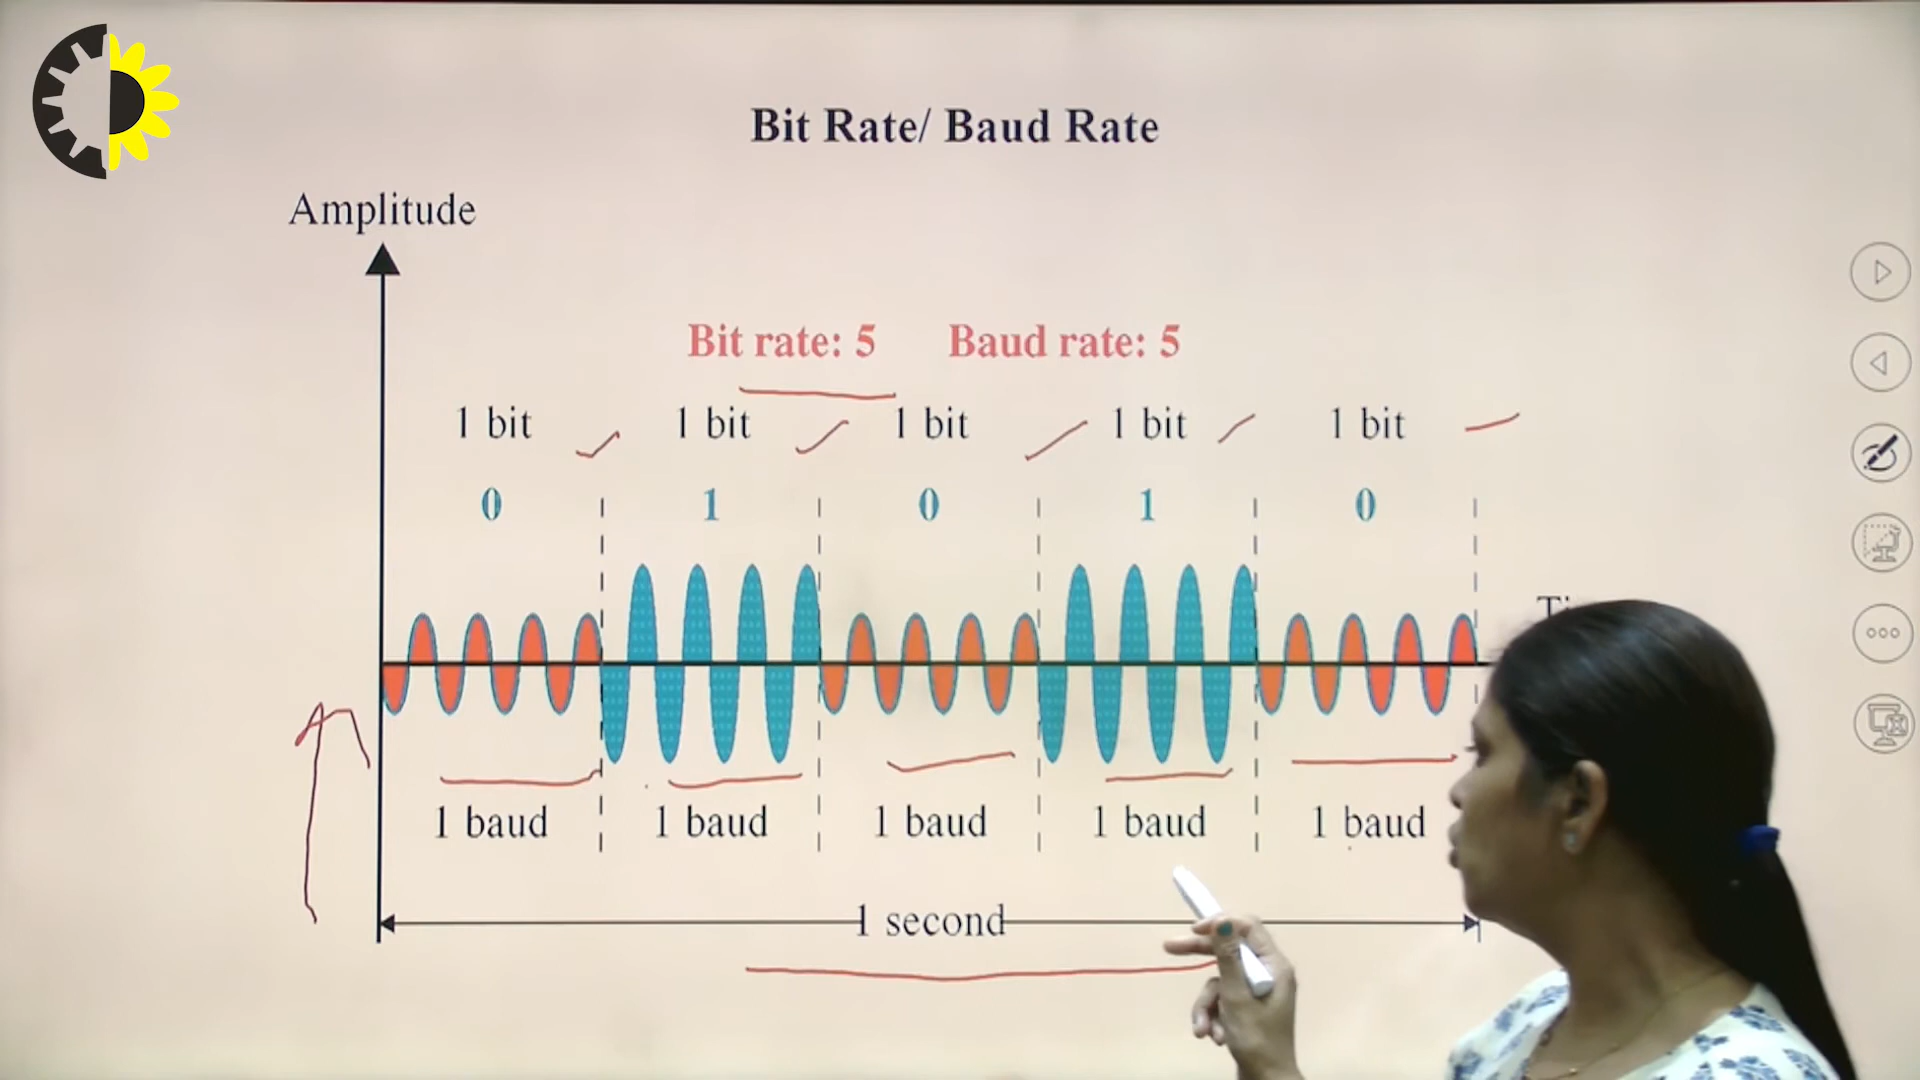 Bit Rate/ Baud Rate
Amplitude
Bit rate: 5 Baud rate: 5
1 bit 1 bit 1 bit 1 bit 1 bit
0 1 0 1 0
1 baud 1 baud 1 baud 1 baud 1 baud
1 second